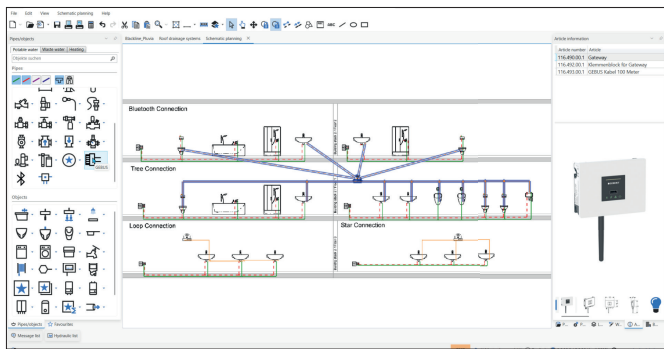 File Edit View Schematic planning Help
ABC
Pipes/objects
Blackline_Pluvia Roof drainage systems Schematic planning
Article information
Potable water Waste water Heating
Objekte suchen
Pipes
Objects
Pipes/objects Favourites
Message list Hydraulic list
Bluetooth Connection
Tree Connection
Loop Connection
Star Connection
Article number Article
116.490.00.1 Gateway
116.492.00.1 Klemmenblock für Gateway
116.493.00.1 GEBUS Kabel 100 Meter
P... F... L... W... A... K...